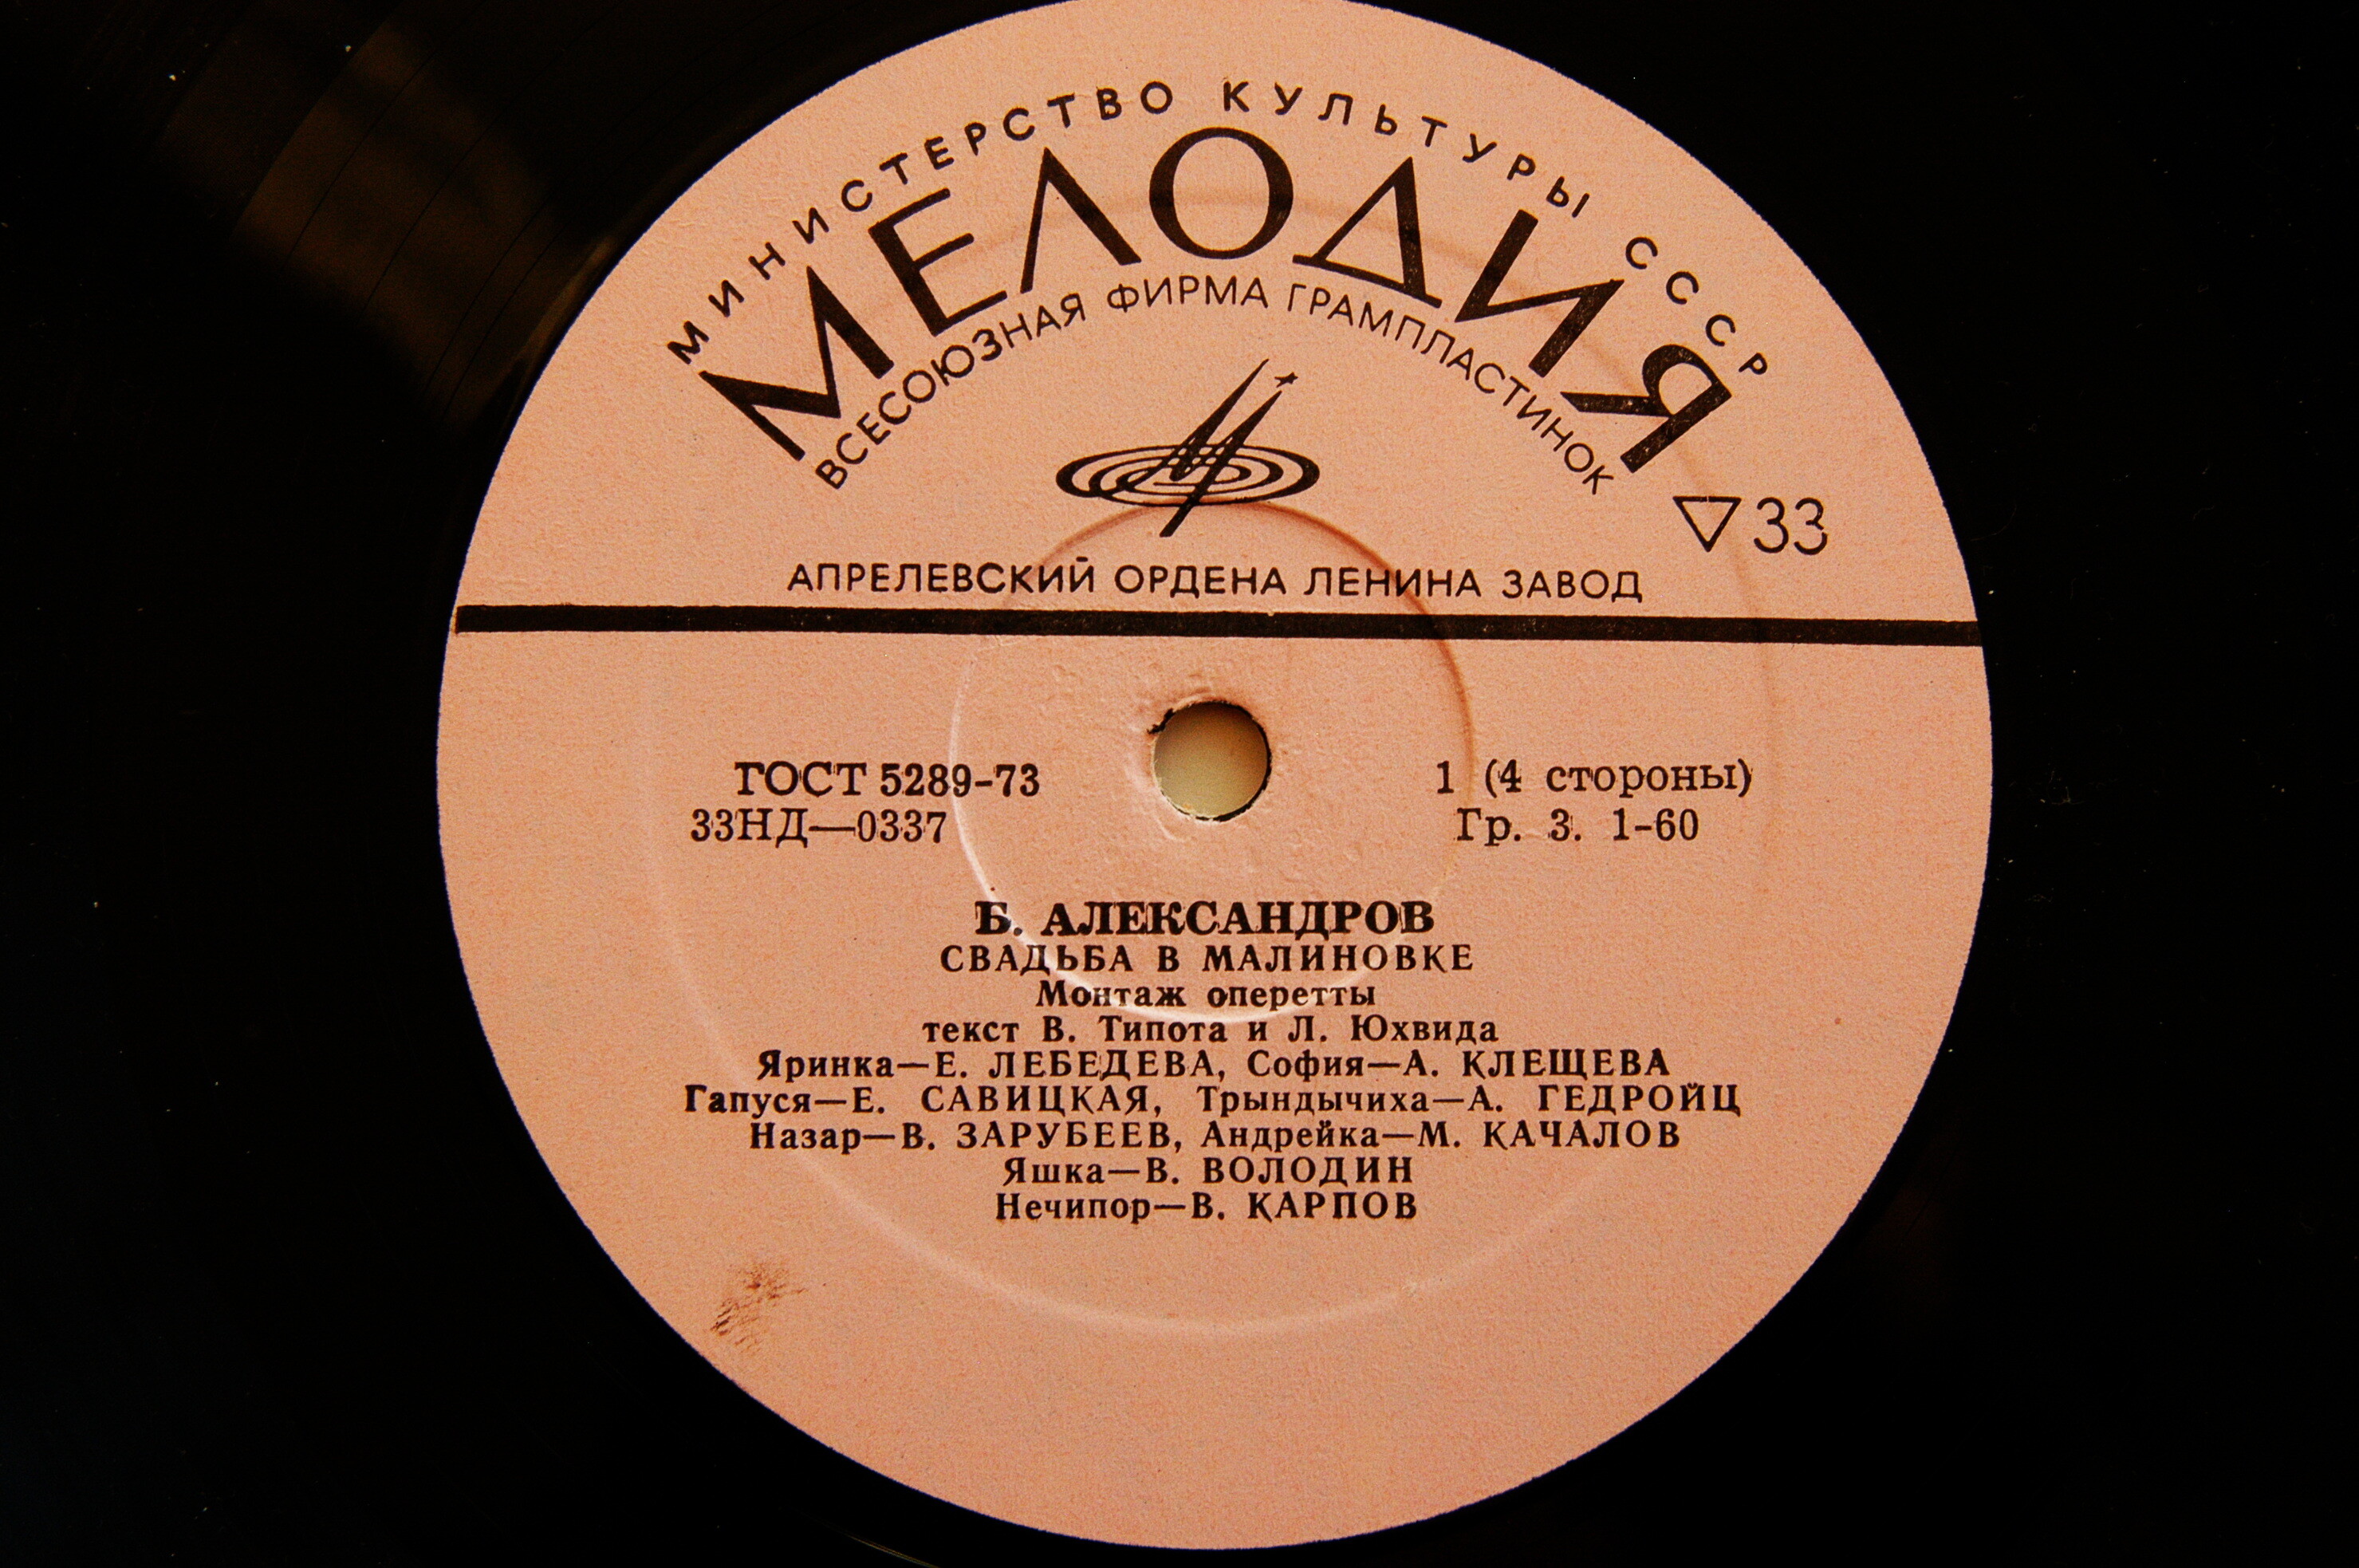 МИНИСТЕРСТВО КУЛЬТУРЫ СССР
МЕЛОДИЯ
ВСЕСОЮЗНАЯ ФИРМА ГРАМПЛАСТИНОК
33
АПРЕЛЕВСКИЙ ОРДЕНА ЛЕНИНА ЗАВОД
ГОСТ 5289-73
33НД—0337
1 (4 стороны)
Гр. 3. 1-60
Б. АЛЕКСАНДРОВ
СВАДЬБА В МАЛИНОВКЕ
Монтаж оперетты
текст В. Типота и Л. Юхвида
Яринка—Е. ЛЕБЕДЕВА, София—А. КЛЕЩЕВА
Гапуся—Е. САВИЦКАЯ, Трындычиха—А. ГЕДРОЙЦ
Назар—В. ЗАРУБЕЕВ, Андрейка—М. КАЧАЛОВ
Яшка—В. ВОЛОДИН
Нечипор—В. КАРПОВ